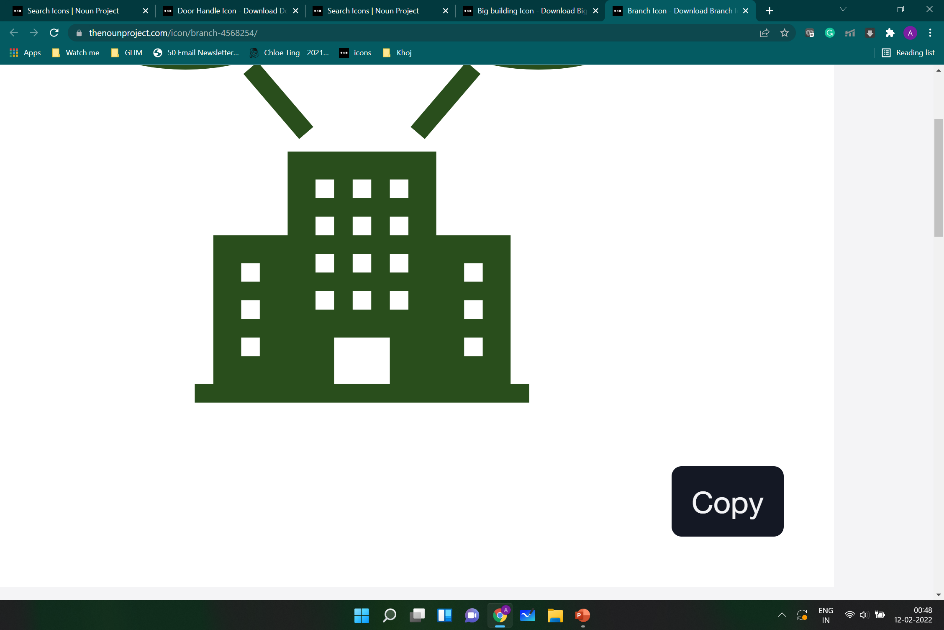 Search Icons | Noun Project
Door Handle Icon - Download D
Search Icons | Noun Project
Big building Icon - Download Big
Branch Icon - Download Branch I
thenounproject.com/icon/branch-4568254/
Apps
Watch me
GHM
50 Email Newsletter...
Chloe Ting - 2021...
icons
Khoj
Reading list
A
Copy
ENG
IN
00:48
12-02-2022